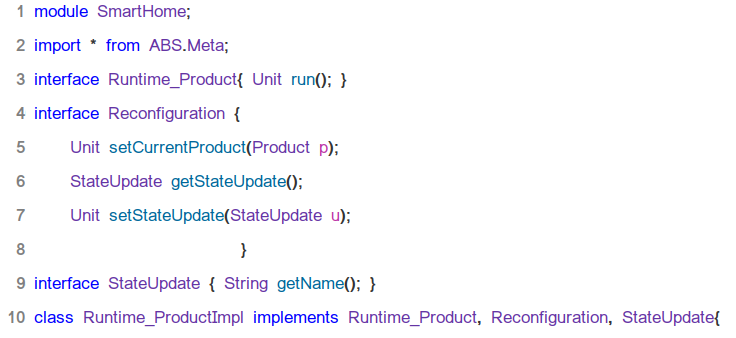 1 module SmartHome;
2 import * from ABS.Meta;
3 interface Runtime_Product{ Unit run(); }
4 interface Reconfiguration {
5 Unit setCurrentProduct(Product p);
6 StateUpdate getStateUpdate();
7 Unit setStateUpdate(StateUpdate u);
8 }
9 interface StateUpdate { String getName(); }
10 class Runtime_ProductImpl implements Runtime_Product, Reconfiguration, StateUpdate{